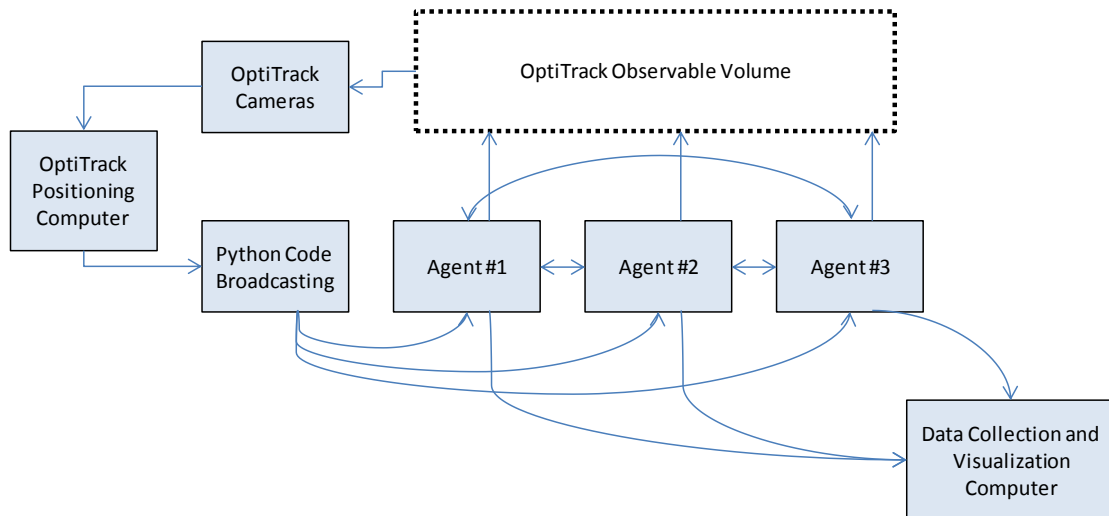 OptiTrack Observable Volume
OptiTrack
Cameras
OptiTrack
Positioning
Computer
Python Code
Broadcasting
Agent #1
Agent #2
Agent #3
Data Collection and
Visualization
Computer